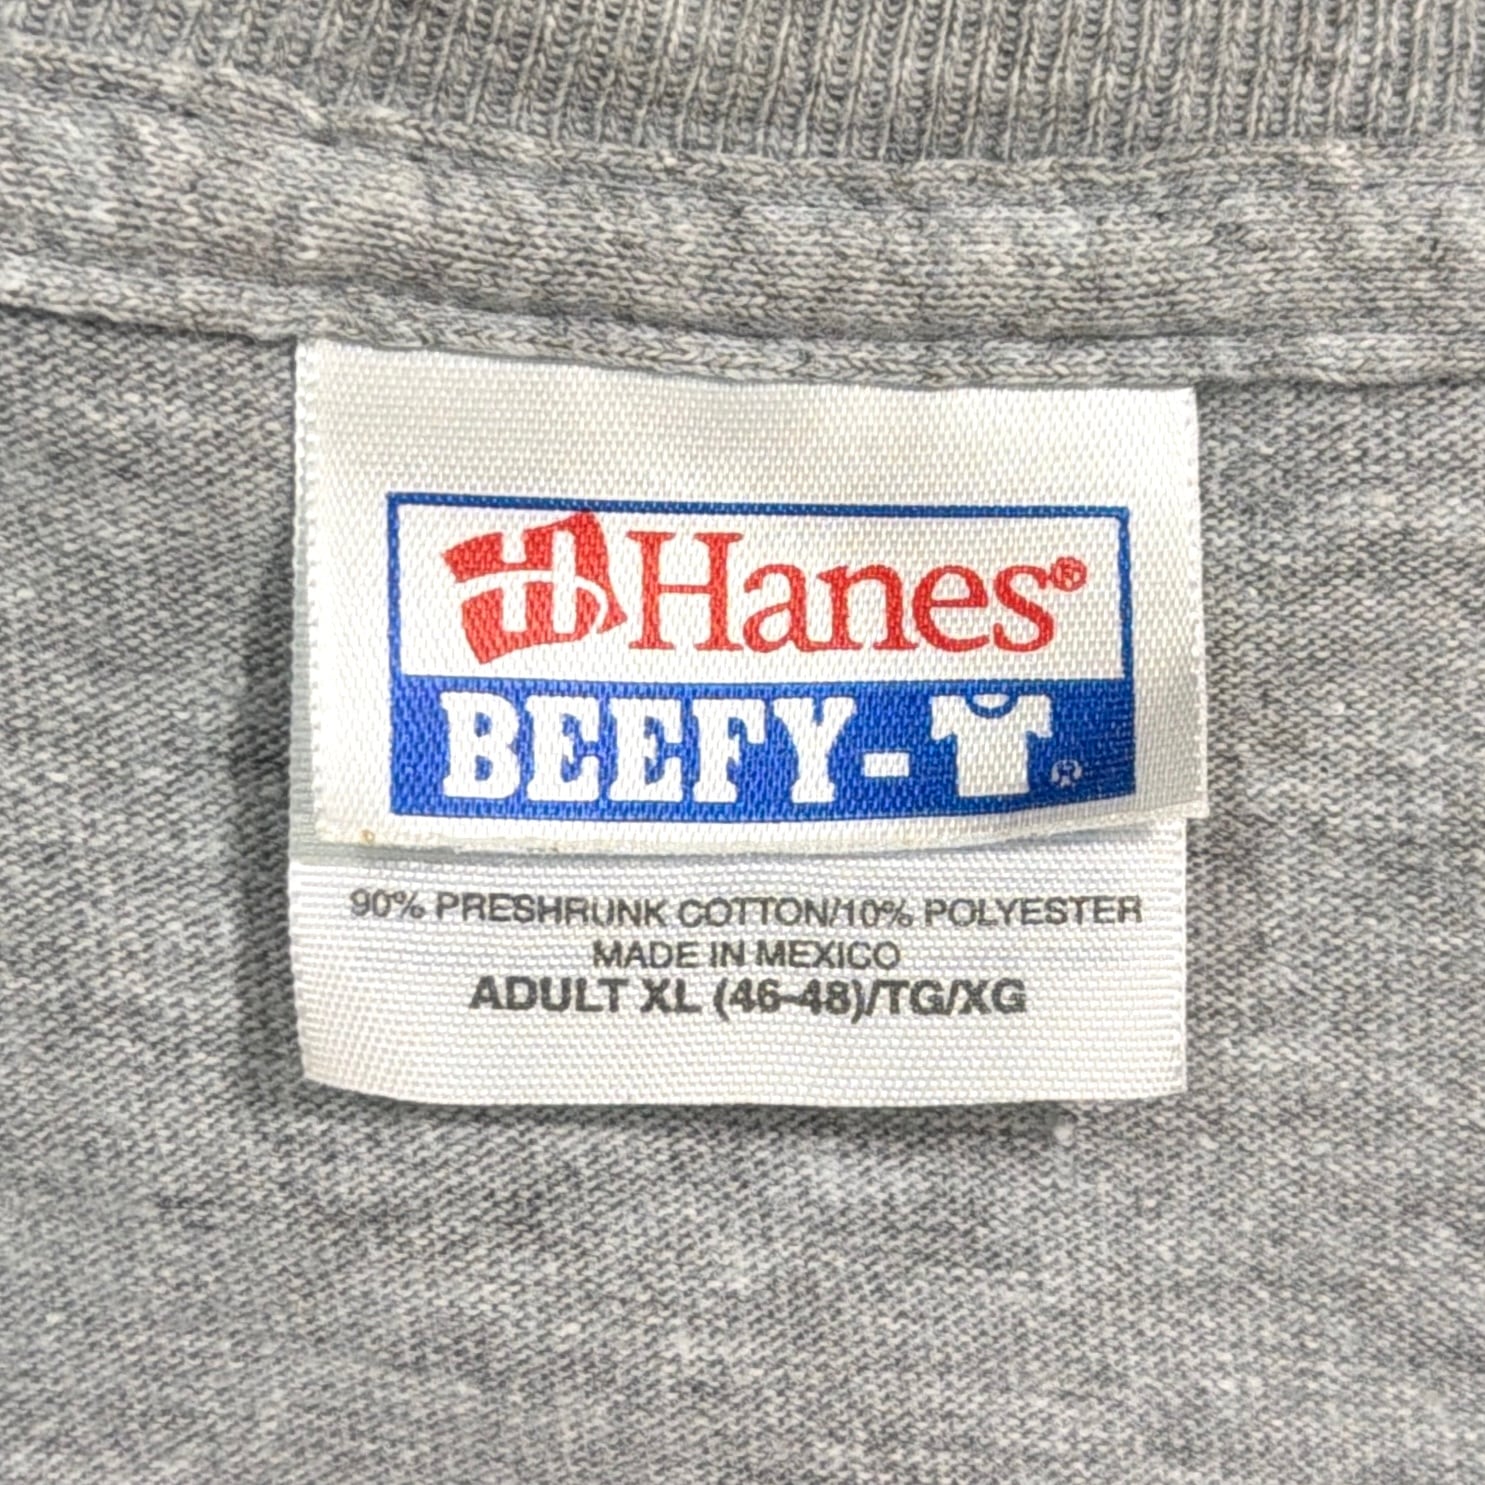 Hanes®
BEEFY-®
90% PRESHRUNK COTTON/10% POLYESTER
MADE IN MEXICO
ADULT XL (46-48)/TG/XG